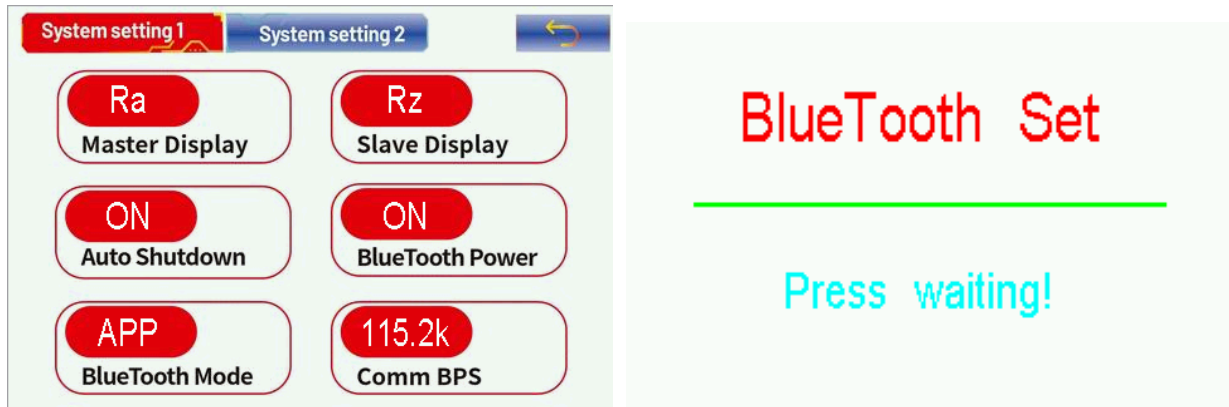 System setting 1
System setting 2
Ra
Master Display
Rz
Slave Display
ON
Auto Shutdown
ON
BlueTooth Power
APP
BlueTooth Mode
115.2k
Comm BPS
BlueTooth Set
Press waiting!